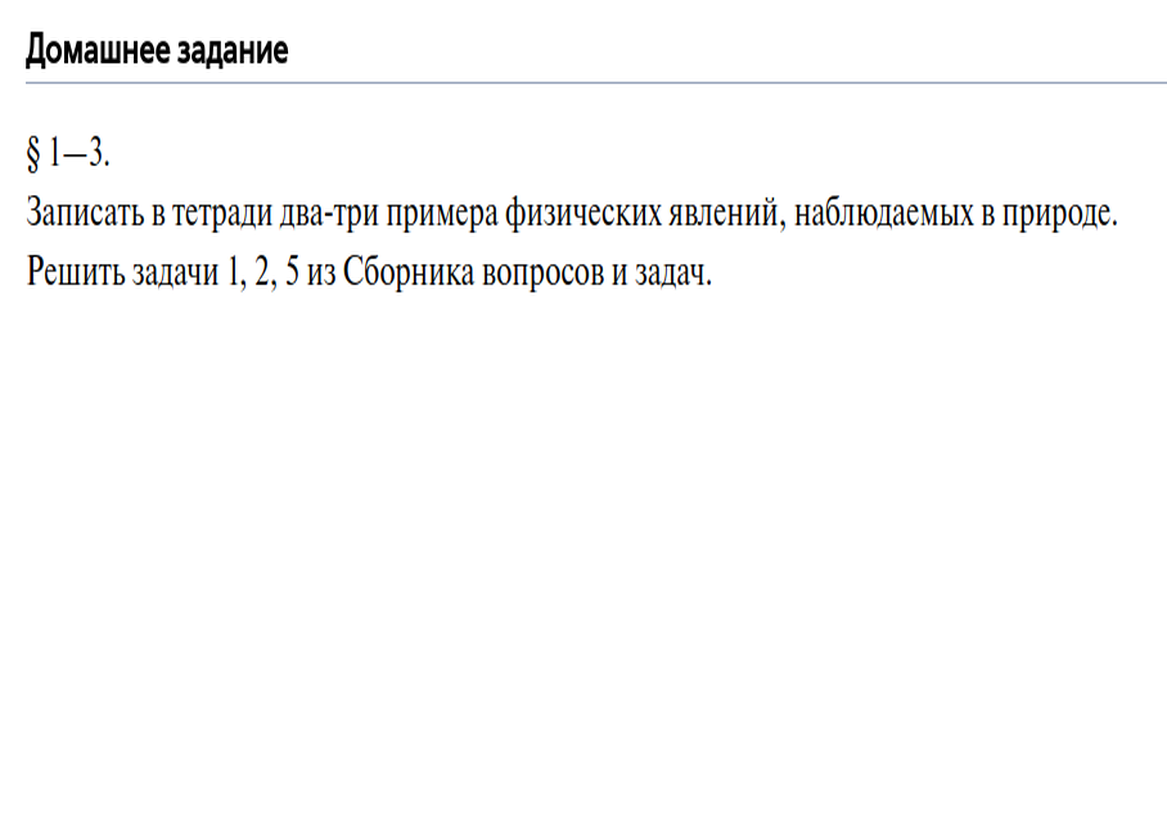 Домашнее задание
§ 1—3.
Записать в тетради два-три примера физических явлений, наблюдаемых в природе.
Решить задачи 1, 2, 5 из Сборника вопросов и задач.